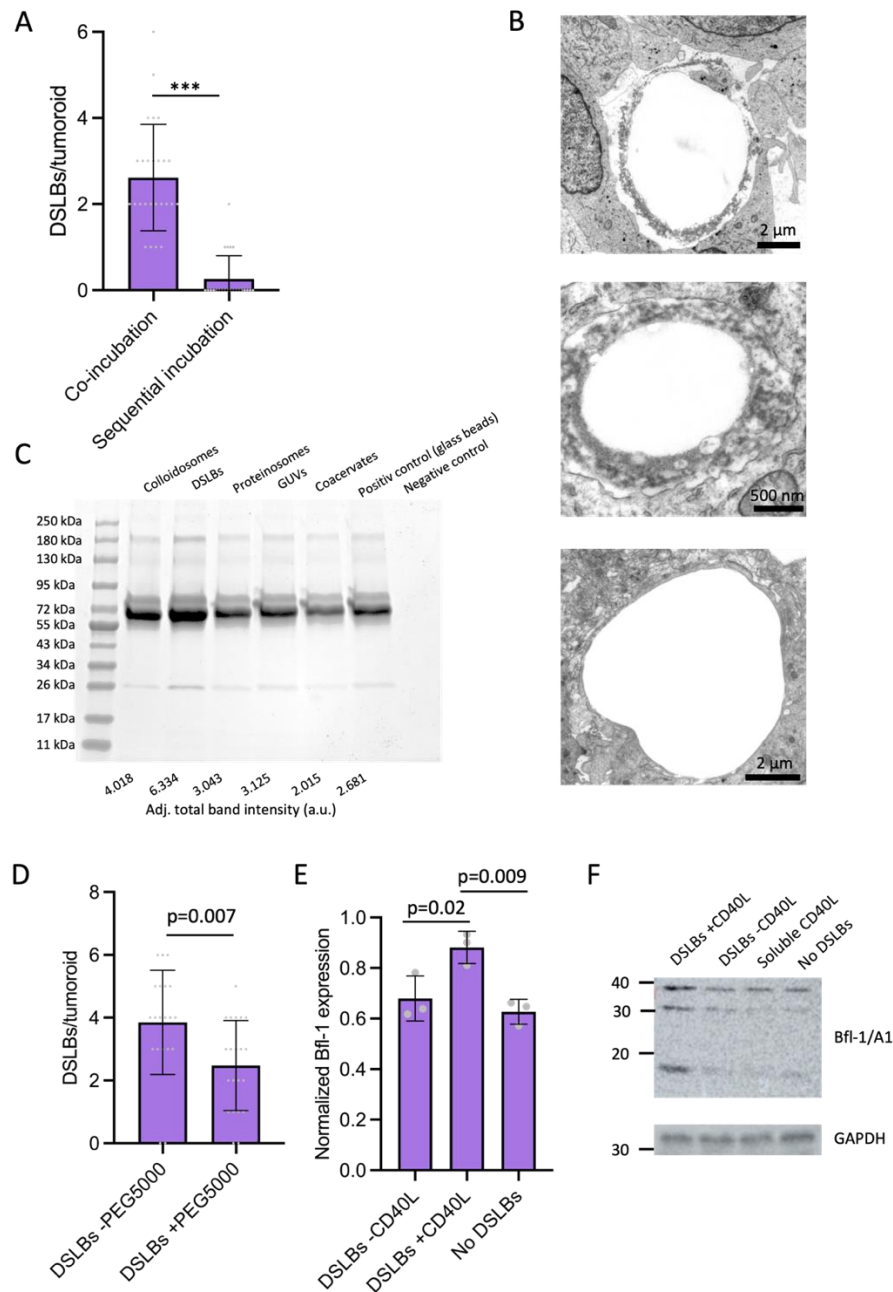 A
DSLBs/tumoroid
6
4
2
0
***
Co-incubation
Sequential incubation
B
2 µm
500 nm
2 µm
C
Colloidosomes
DSLBs
Proteinosomes
GUVs
Coacervates
Positiv control (glass beads)
Negative control
250 kDa
180 kDa
130 kDa
95 kDa
72 kDa
55 kDa
43 kDa
34 kDa
26 kDa
17 kDa
11 kDa
4.018
6.334
3.043
3.125
2.015
2.681
Adj. total band intensity (a.u.)
D
DSLBs/tumoroid
8
6
4
2
0
p=0.007
DSLBs -PEG5000
DSLBs +PEG5000
E
Normalized Bfl-1 expression
1.0
0.8
0.6
0.4
0.2
0.0
p=0.02
p=0.009
DSLBs -CD40L
DSLBs +CD40L
No DSLBs
F
DSLBs +CD40L
DSLBs -CD40L
Soluble CD40L
No DSLBs
40
30
20
Bfl-1/A1
30
GAPDH